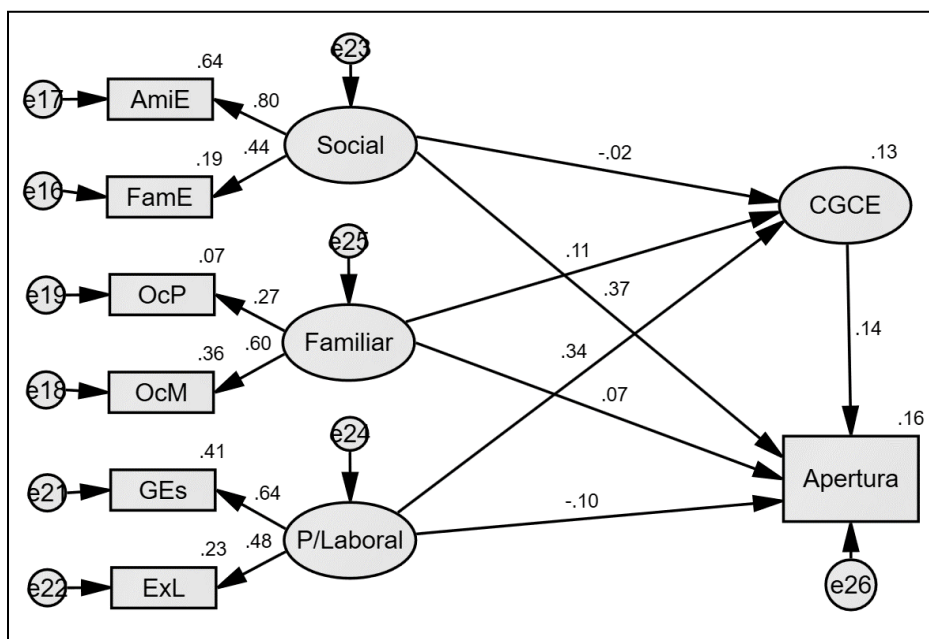 e23
.64
e17
AmiE
.80
Social
.44
-.02
.13
.19
e16
FamE
CGCE
e25
.07
.11
e19
OcP
.27
.37
Familiar
.60
.34
.14
.36
e18
OcM
.07
e24
.16
.41
e21
GEs
.64
Apertura
P/Laboral
-.10
.48
.23
e22
ExL
e26